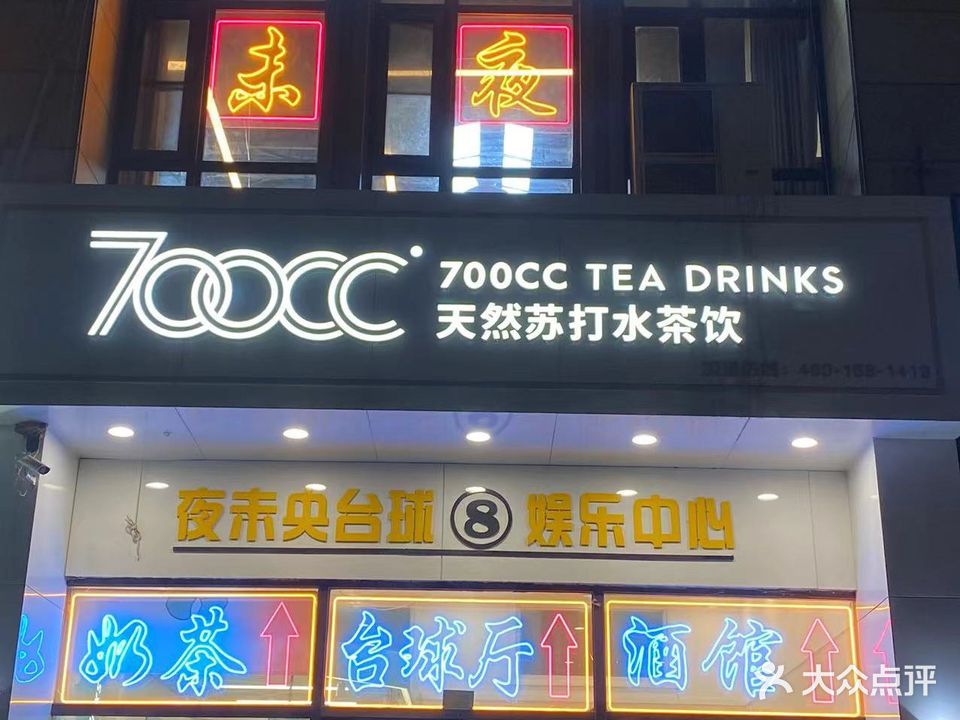 未 夜
700CC
700CC TEA DRINKS
天然苏打水茶饮
夜未央台球 8 娱乐中心
奶茶 台球厅 酒馆
大众点评